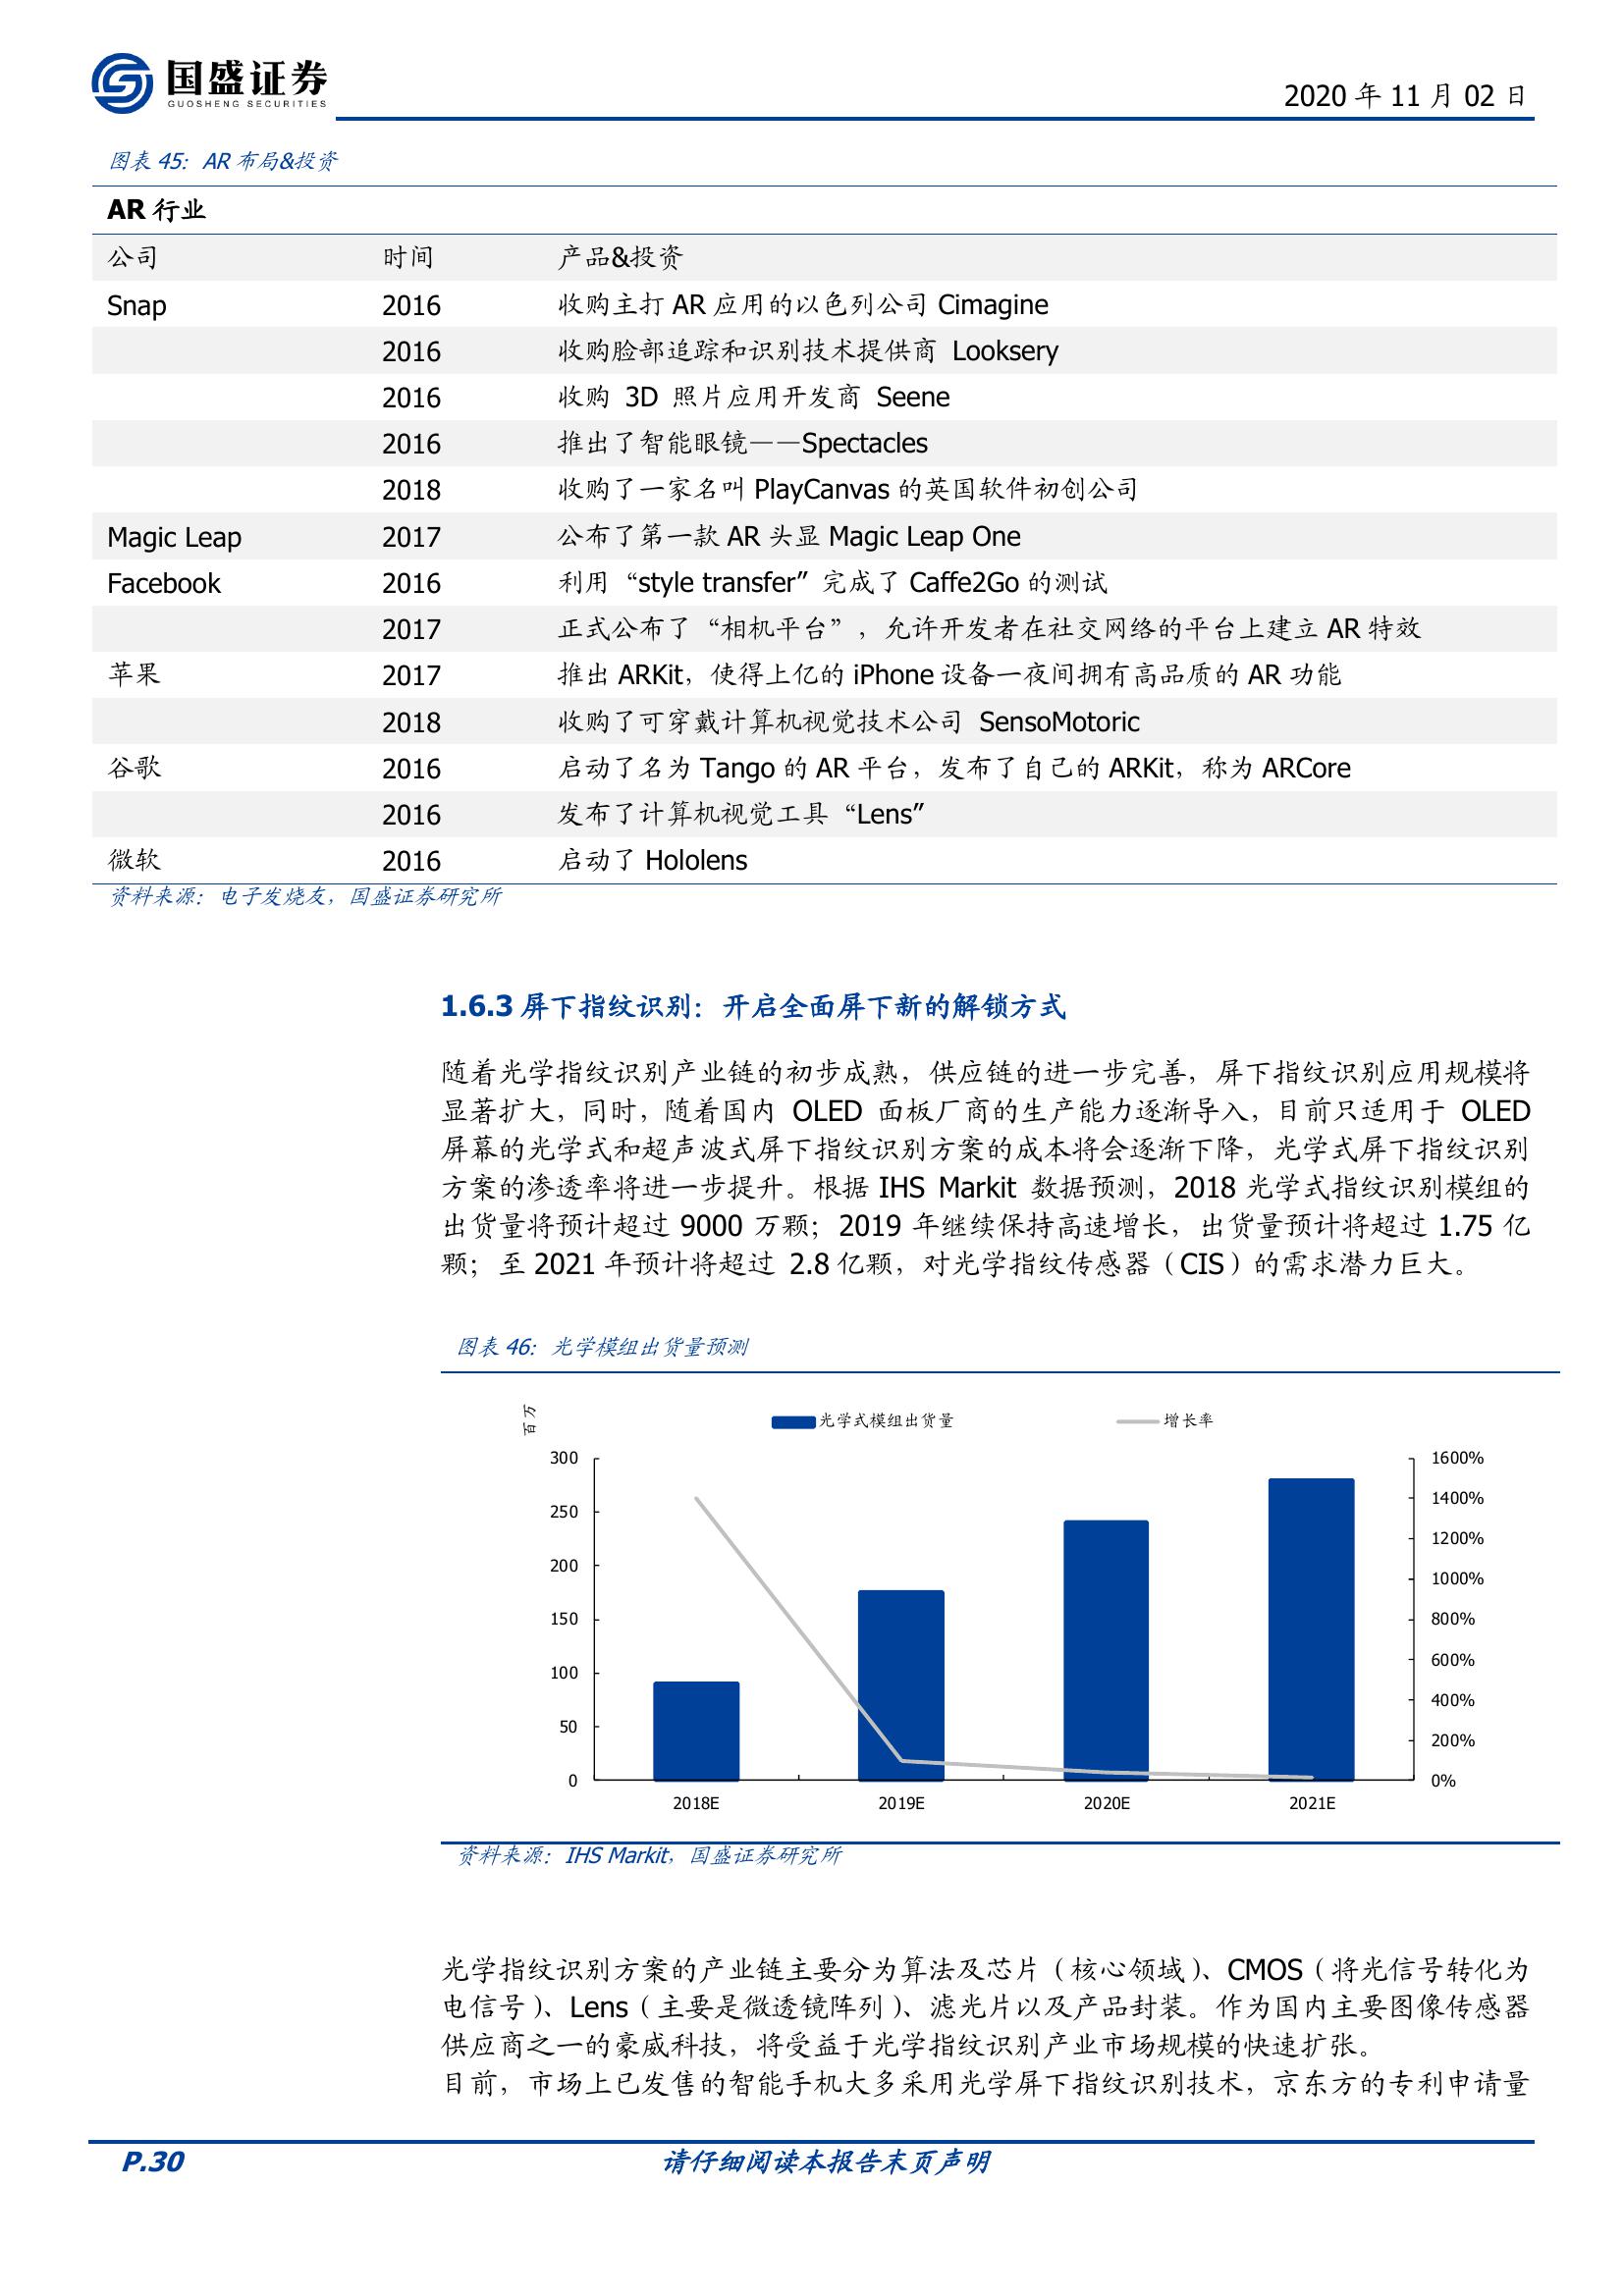 国盛证券
GUOSHENG SECURITIES
2020 年 11 月 02 日
图表 45：AR 布局&投资
AR 行业
公司 时间 产品&投资
Snap 2016 收购主打 AR 应用的以色列公司 Cimagine
2016 收购脸部追踪和识别技术提供商 Looksery
2016 收购 3D 照片应用开发商 Seene
2016 推出了智能眼镜——Spectacles
2018 收购了一家名叫 PlayCanvas 的英国软件初创公司
Magic Leap 2017 公布了第一款 AR 头显 Magic Leap One
Facebook 2016 利用“style transfer”完成了 Caffe2Go 的测试
2017 正式公布了“相机平台”，允许开发者在社交网络的平台上建立 AR 特效
苹果 2017 推出 ARKit，使得上亿的 iPhone 设备一夜间拥有高品质的 AR 功能
2018 收购了可穿戴计算机视觉技术公司 SensoMotoric
谷歌 2016 启动了名为 Tango 的 AR 平台，发布了自己的 ARKit，称为 ARCore
2016 发布了计算机视觉工具“Lens”
微软 2016 启动了 Hololens
资料来源：电子发烧友，国盛证券研究所
1.6.3 屏下指纹识别：开启全面屏下新的解锁方式
随着光学指纹识别产业链的初步成熟，供应链的进一步完善，屏下指纹识别应用规模将
显著扩大，同时，随着国内 OLED 面板厂商的生产能力逐渐导入，目前只适用于 OLED
屏幕的光学式和超声波式屏下指纹识别方案的成本将会逐渐下降，光学式屏下指纹识别
方案的渗透率将进一步提升。根据 IHS Markit 数据预测，2018 光学式指纹识别模组的
出货量将预计超过 9000 万颗；2019 年继续保持高速增长，出货量预计将超过 1.75 亿
颗；至 2021 年预计将超过 2.8 亿颗，对光学指纹传感器（CIS）的需求潜力巨大。
图表 46：光学模组出货量预测
百万
光学式模组出货量 增长率
300 1600%
1400%
250
1200%
200
1000%
150 800%
600%
100
400%
50
200%
0 0%
2018E 2019E 2020E 2021E
资料来源：IHS Markit，国盛证券研究所
光学指纹识别方案的产业链主要分为算法及芯片（核心领域）、CMOS（将光信号转化为
电信号）、Lens（主要是微透镜阵列）、滤光片以及产品封装。作为国内主要图像传感器
供应商之一的豪威科技，将受益于光学指纹识别产业市场规模的快速扩张。
目前，市场上已发售的智能手机大多采用光学屏下指纹识别技术，京东方的专利申请量
P.30 请仔细阅读本报告末页声明